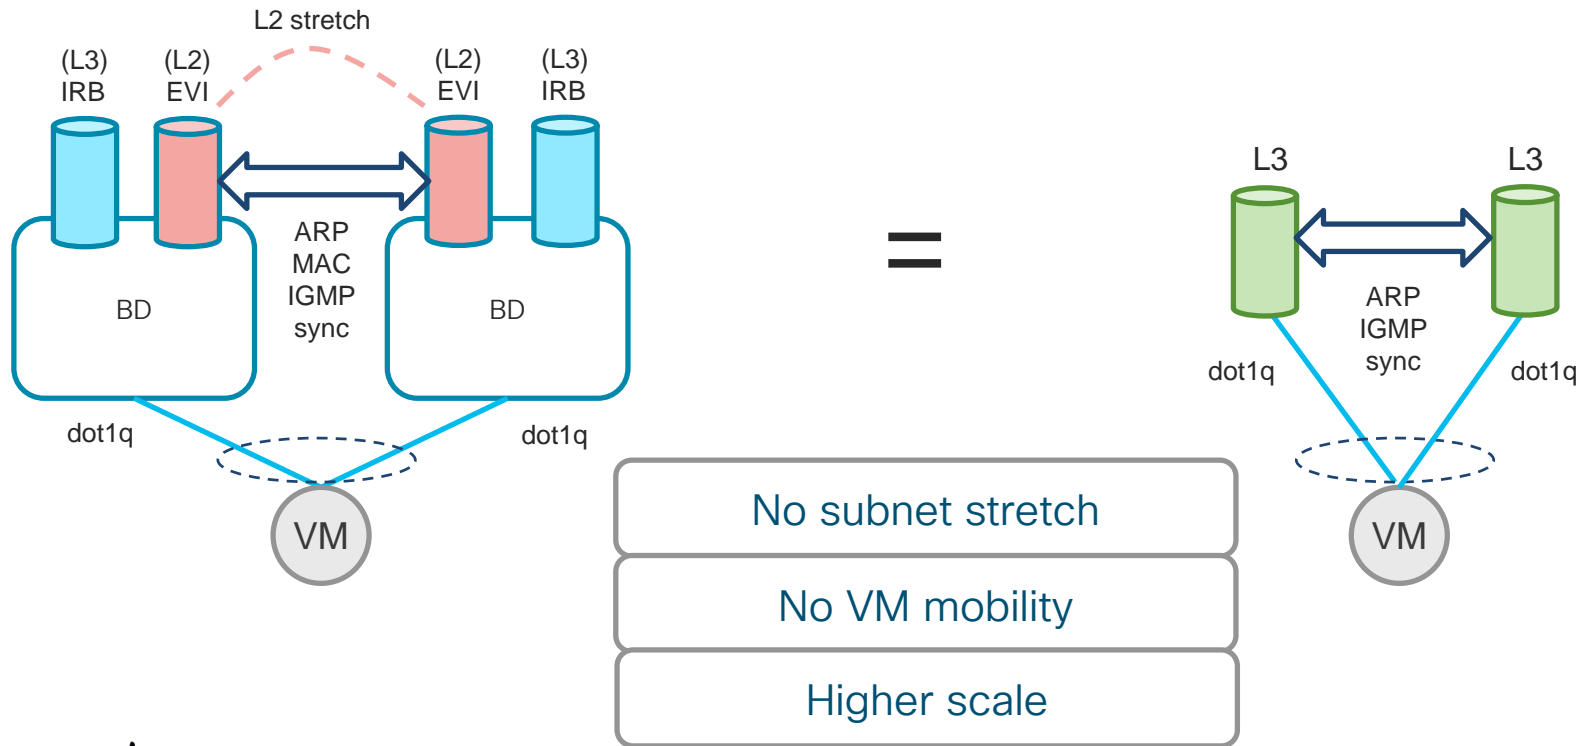 L2 stretch
(L3)
IRB
(L2)
EVI
(L2)
EVI
(L3)
IRB
ARP
MAC
IGMP
sync
BD
BD
dot1q
dot1q
VM
=
L3
L3
ARP
IGMP
sync
dot1q
dot1q
VM
No subnet stretch
No VM mobility
Higher scale